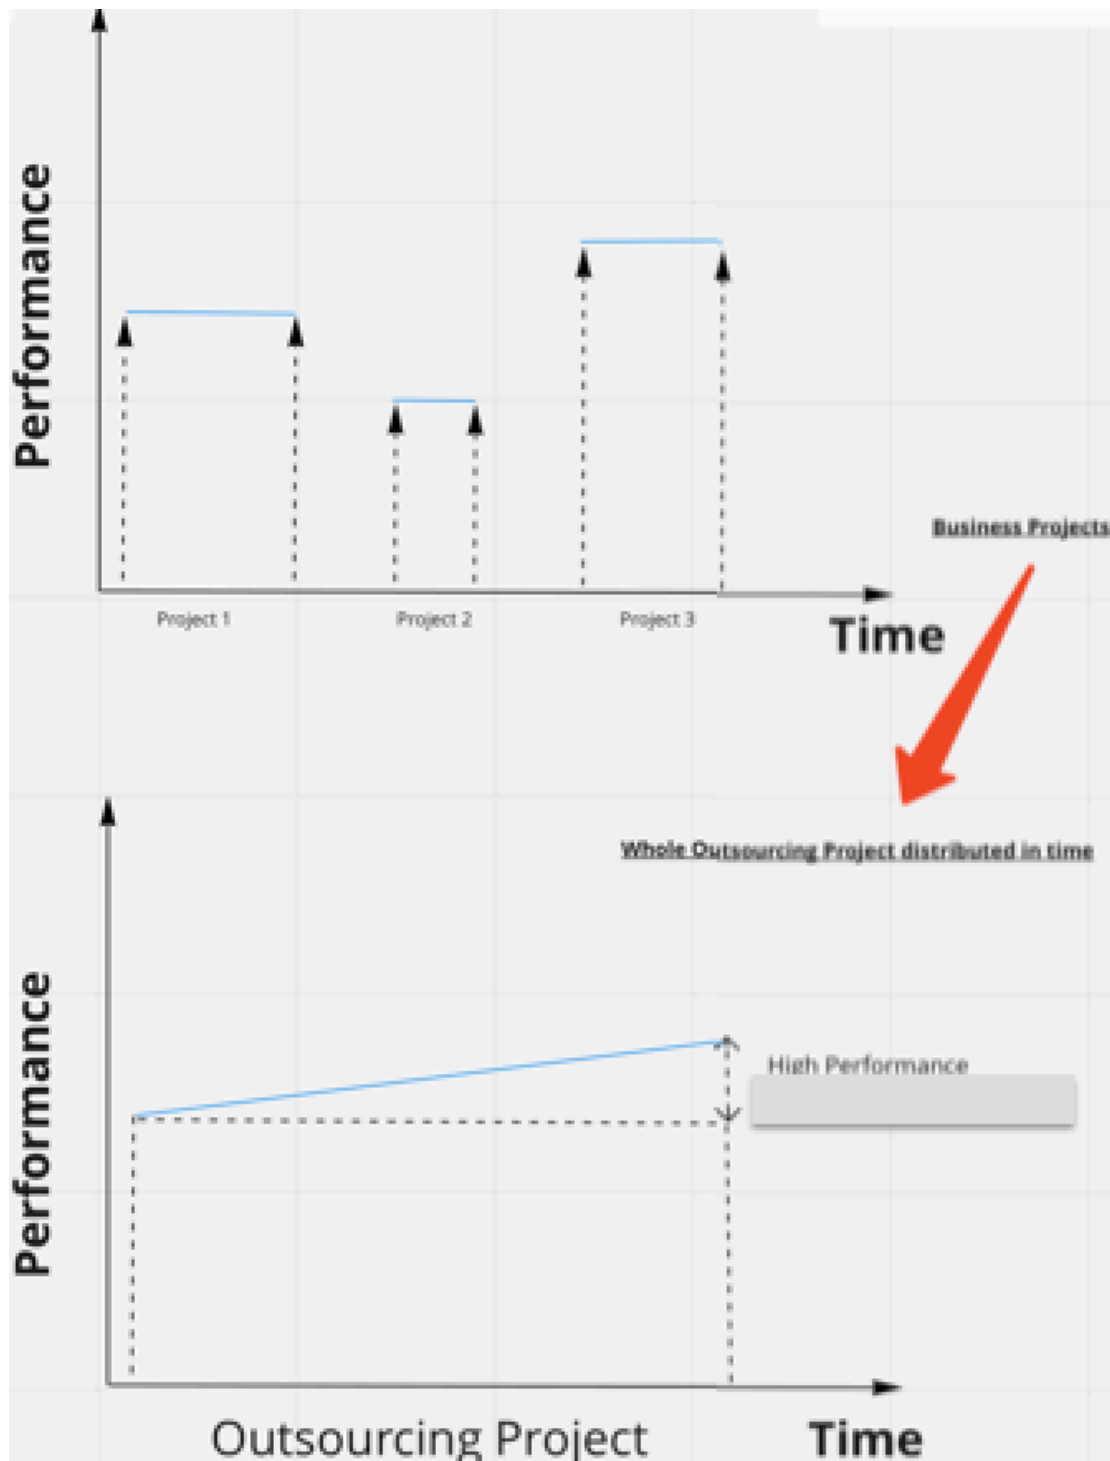 Performance
Business Projects
Project 1
Project 2
Project 3
Time
Whole Outsourcing Project distributed in time
Performance
High Performance
Outsourcing Project
Time